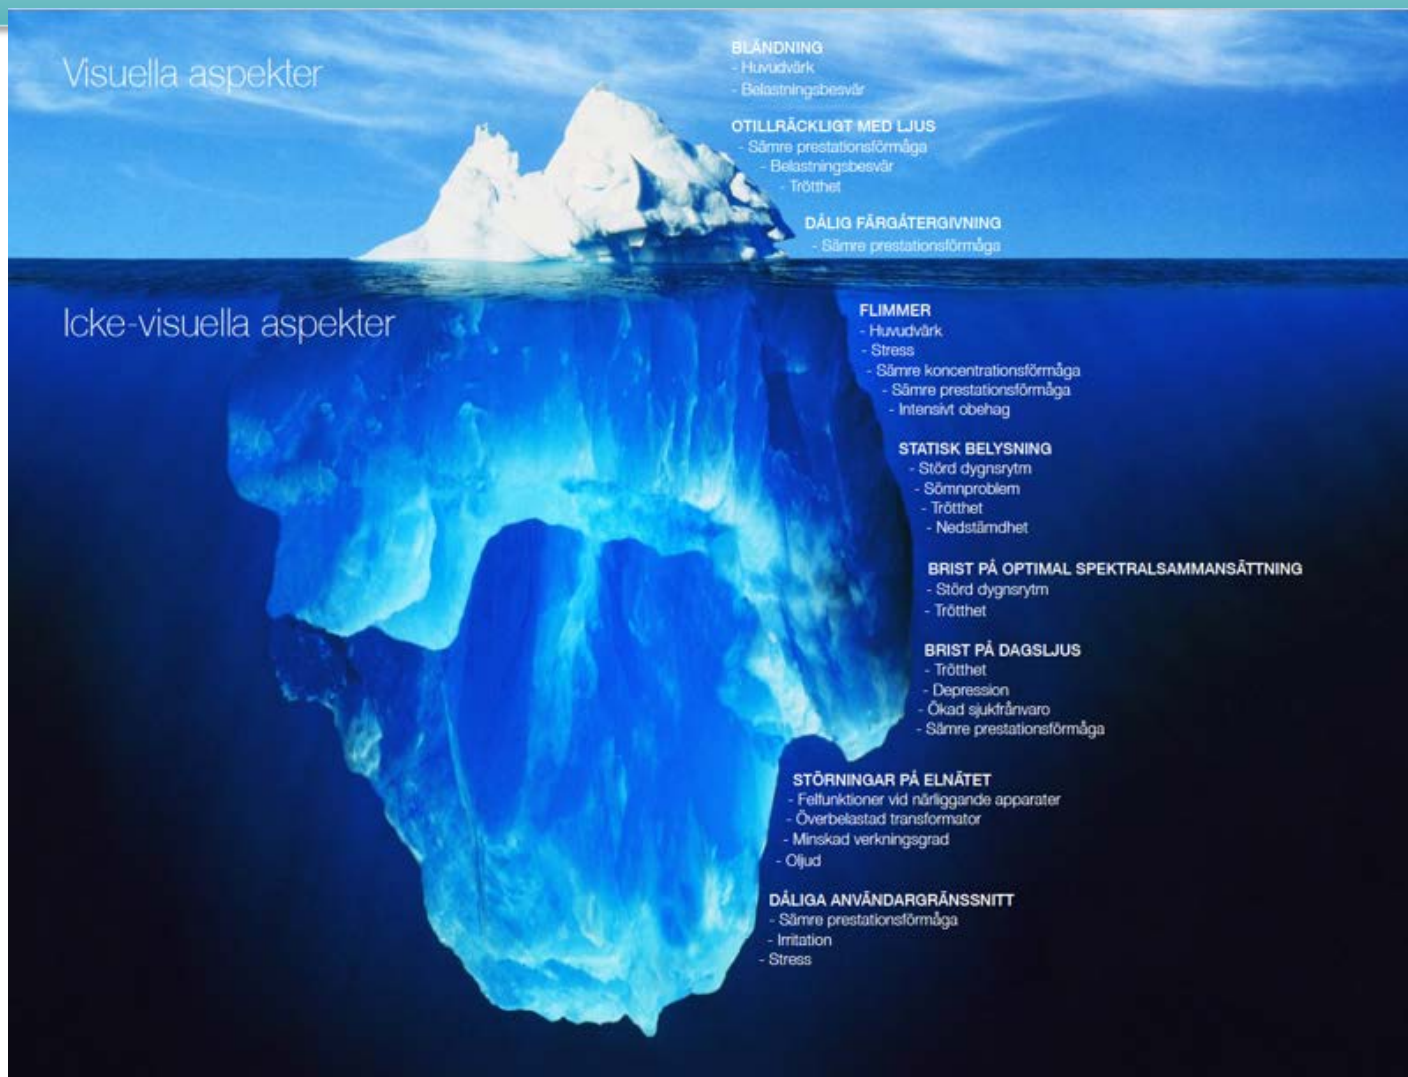 Visuella aspekter
BLÄNDNING
- Huvudvärk
- Belastningsbesvär
OTILLRÄCKLIGT MED LJUS
- Sämre prestationsförmåga
- Belastningsbesvär
- Trötthet
DÅLIG FÄRGÅTERGIVNING
- Sämre prestationsförmåga
Icke-visuella aspekter
FLIMMER
- Huvudvärk
- Stress
- Sämre koncentrationsförmåga
- Sämre prestationsförmåga
- Intensivt obehag
STATISK BELYSNING
- Störd dygnsrytm
- Sömnproblem
- Trötthet
- Nedstämdhet
BRIST PÅ OPTIMAL SPEKTRALSAMMANSÄTTNING
- Störd dygnsrytm
- Trötthet
BRIST PÅ DAGSLJUS
- Trötthet
- Depression
- Ökad sjukfrånvaro
- Sämre prestationsförmåga
STÖRNINGAR PÅ ELNÄTET
- Felfunktioner vid närliggande apparater
- Överbelastad transformator
- Minskad verkningsgrad
- Oljud
DÅLIGA ANVÄNDARGRÄNSSNITT
- Sämre prestationsförmåga
- Irritation
- Stress